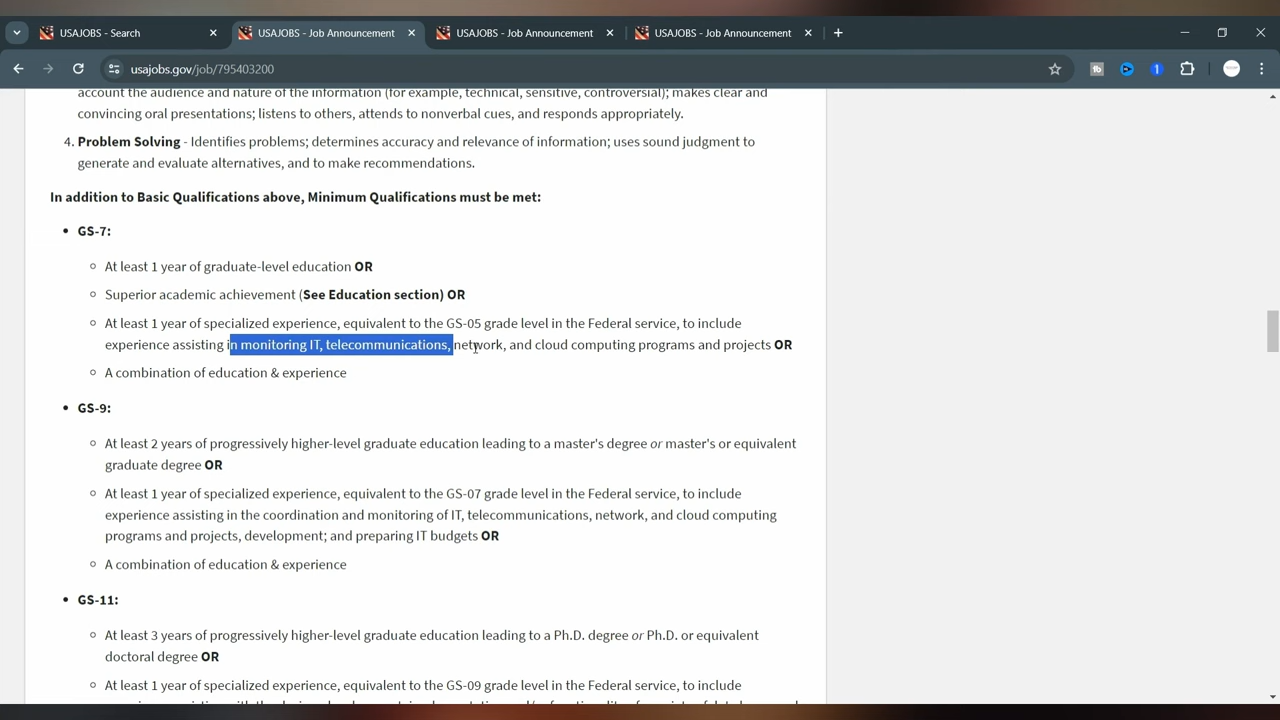 USAJOBS - Search
USAJOBS - Job Announcement
USAJOBS - Job Announcement
USAJOBS - Job Announcement
usajobs.gov/job/795403200
account the audience and nature of the information (for example, technical, sensitive, controversial); makes clear and
convincing oral presentations; listens to others, attends to nonverbal cues, and responds appropriately.
4. Problem Solving - Identifies problems; determines accuracy and relevance of information; uses sound judgment to
generate and evaluate alternatives, and to make recommendations.
In addition to Basic Qualifications above, Minimum Qualifications must be met:
GS-7:
At least 1 year of graduate-level education OR
Superior academic achievement (See Education section) OR
At least 1 year of specialized experience, equivalent to the GS-05 grade level in the Federal service, to include
experience assisting in monitoring IT, telecommunications, network, and cloud computing programs and projects OR
A combination of education & experience
GS-9:
At least 2 years of progressively higher-level graduate education leading to a master's degree or master's or equivalent
graduate degree OR
At least 1 year of specialized experience, equivalent to the GS-07 grade level in the Federal service, to include
experience assisting in the coordination and monitoring of IT, telecommunications, network, and cloud computing
programs and projects, development; and preparing IT budgets OR
A combination of education & experience
GS-11:
At least 3 years of progressively higher-level graduate education leading to a Ph.D. degree or Ph.D. or equivalent
doctoral degree OR
At least 1 year of specialized experience, equivalent to the GS-09 grade level in the Federal service, to include